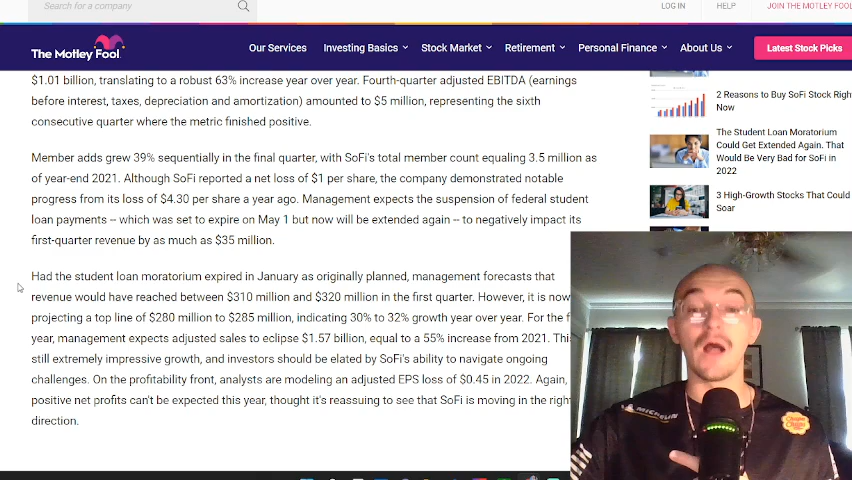 Search for a company
LOG IN
HELP
JOIN THE MOTLEY FOOL
The Motley Fool
Our Services
Investing Basics
Stock Market
Retirement
Personal Finance
About Us
Latest Stock Picks
$1.01 billion, translating to a robust 63% increase year over year. Fourth-quarter adjusted EBITDA (earnings
before interest, taxes, depreciation and amortization) amounted to $5 million, representing the sixth
consecutive quarter where the metric finished positive.
Member adds grew 39% sequentially in the final quarter, with SoFi's total member count equaling 3.5 million as
of year-end 2021. Although SoFi reported a net loss of $1 per share, the company demonstrated notable
progress from its loss of $4.30 per share a year ago. Management expects the suspension of federal student
loan payments -- which was set to expire on May 1 but now will be extended again -- to negatively impact its
first-quarter revenue by as much as $35 million.
Had the student loan moratorium expired in January as originally planned, management forecasts that
revenue would have reached between $310 million and $320 million in the first quarter. However, it is now
projecting a top line of $280 million to $285 million, indicating 30% to 32% growth year over year. For the f
year, management expects adjusted sales to eclipse $1.57 billion, equal to a 55% increase from 2021. This
still extremely impressive growth, and investors should be elated by SoFi's ability to navigate ongoing
challenges. On the profitability front, analysts are modeling an adjusted EPS loss of $0.45 in 2022. Again,
positive net profits can't be expected this year, thought it's reassuing to see that SoFi is moving in the right
direction.
2 Reasons to Buy SoFi Stock Right
Now
The Student Loan Moratorium
Could Get Extended Again. That
Would Be Very Bad for SoFi in
2022
3 High-Growth Stocks That Could
Soar
MICHELIN
Chupa
Chups